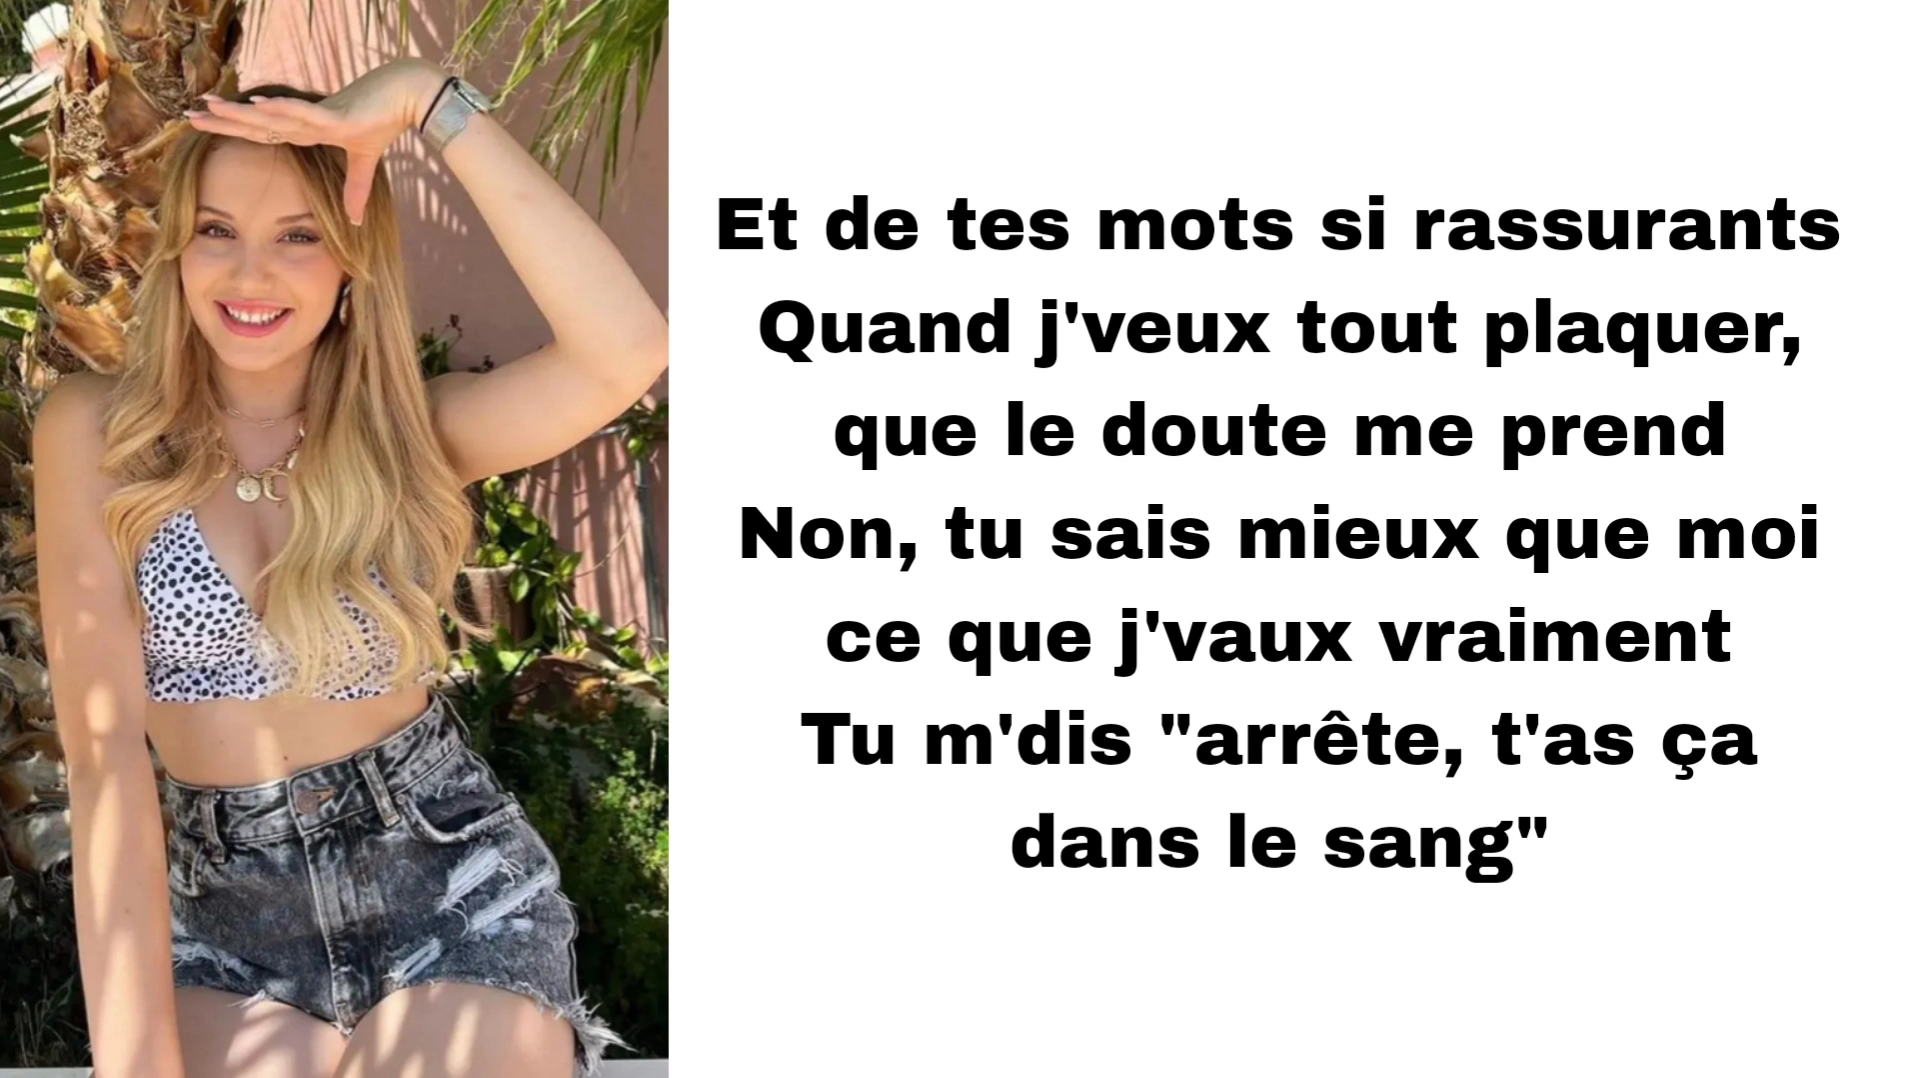 Et de tes mots si rassurants
Quand j'veux tout plaquer,
que le doute me prend
Non, tu sais mieux que moi
ce que j'vaux vraiment
Tu m'dis "arrête, t'as ça
dans le sang"